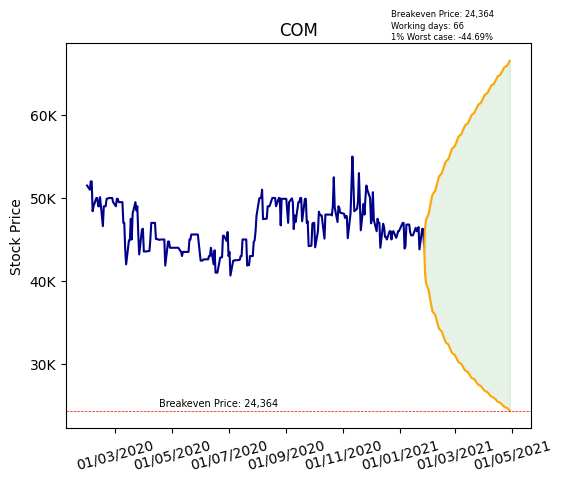 Breakeven Price: 24,364
Working days: 66
1% Worst case: -44.69%
COM
Stock Price
60K
50K
40K
30K
Breakeven Price: 24,364
01/03/2020
01/05/2020
01/07/2020
01/09/2020
01/11/2020
01/01/2021
01/03/2021
01/05/2021